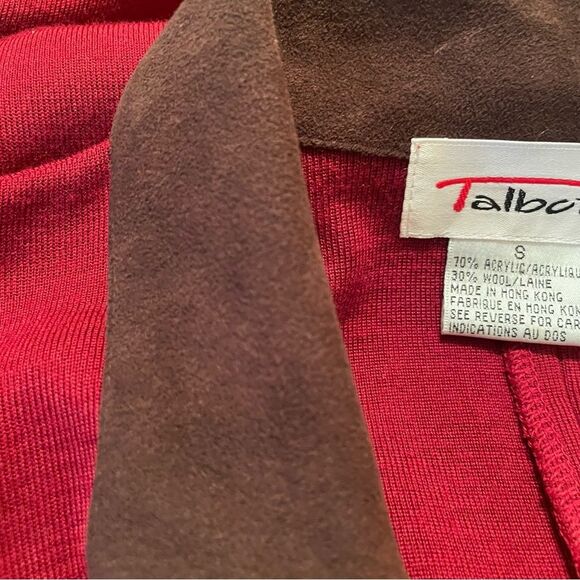 Talbot
S
70% ACRYLIC/ACRYLIQU
30% WOOL/LAINE
MADE IN HONG KONG
FABRIQUE EN HONG KON
SEE REVERSE FOR CAR
INDICATIONS AU DOS